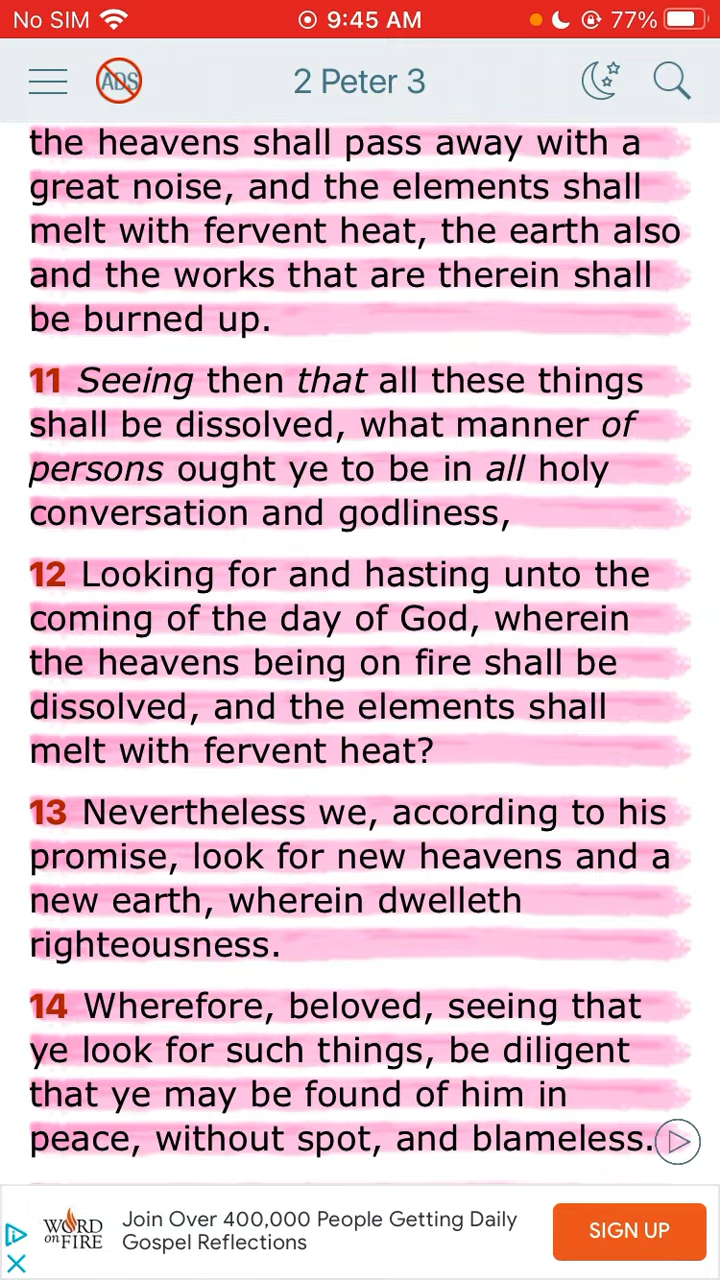 No SIM 9:45 AM 77%
ADS 2 Peter 3
the heavens shall pass away with a
great noise, and the elements shall
melt with fervent heat, the earth also
and the works that are therein shall
be burned up.
11 Seeing then that all these things
shall be dissolved, what manner of
persons ought ye to be in all holy
conversation and godliness,
12 Looking for and hasting unto the
coming of the day of God, wherein
the heavens being on fire shall be
dissolved, and the elements shall
melt with fervent heat?
13 Nevertheless we, according to his
promise, look for new heavens and a
new earth, wherein dwelleth
righteousness.
14 Wherefore, beloved, seeing that
ye look for such things, be diligent
that ye may be found of him in
peace, without spot, and blameless.
WORD
on FIRE
Join Over 400,000 People Getting Daily
Gospel Reflections
SIGN UP